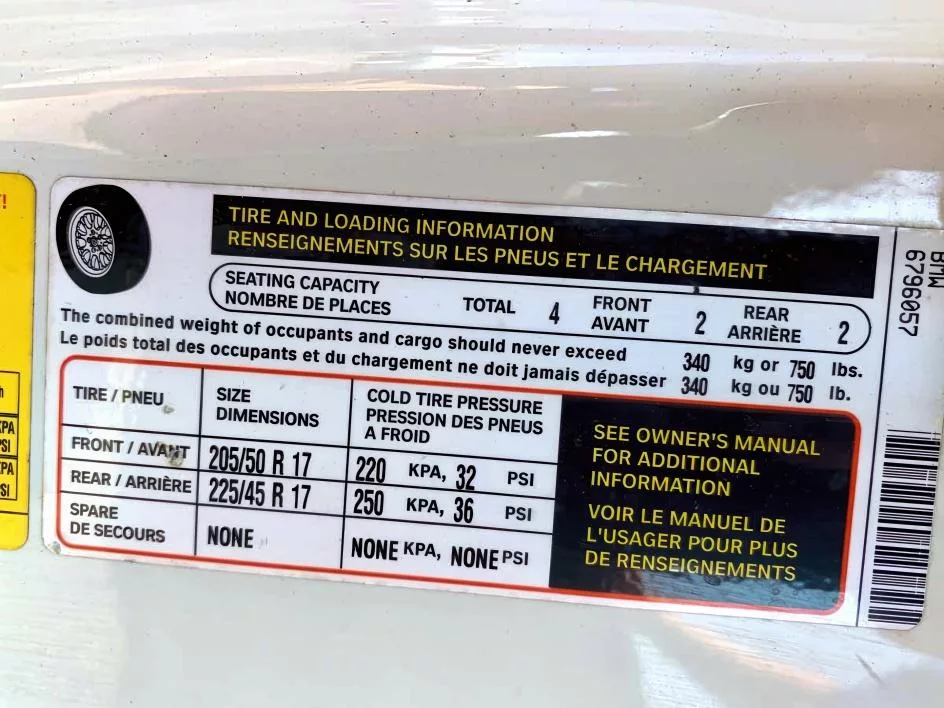 TIRE AND LOADING INFORMATION
RENSEIGNEMENTS SUR LES PNEUS ET LE CHARGEMENT
SEATING CAPACITY
NOMBRE DE PLACES
TOTAL 4
FRONT
AVANT 2
REAR
ARRIÈRE 2
The combined weight of occupants and cargo should never exceed 340 kg or 750 lbs.
Le poids total des occupants et du chargement ne doit jamais dépasser 340 kg ou 750 lb.
TIRE / PNEU
SIZE
DIMENSIONS
COLD TIRE PRESSURE
PRESSION DES PNEUS
A FROID
FRONT / AVANT 205/50 R 17 220 KPA, 32 PSI
REAR / ARRIÈRE 225/45 R 17 250 KPA, 36 PSI
SPARE
DE SECOURS NONE NONE KPA, NONE PSI
SEE OWNER'S MANUAL
FOR ADDITIONAL
INFORMATION
VOIR LE MANUEL DE
L'USAGER POUR PLUS
DE RENSEIGNEMENTS
BMW
6796057
KPA
PSI
KPA
PSI